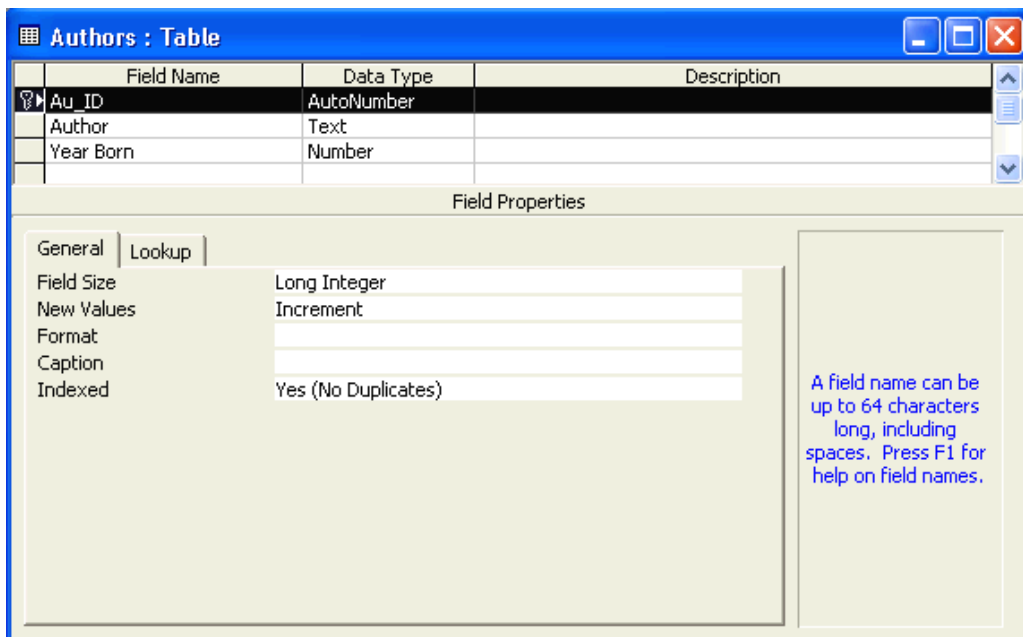 Authors : Table
Field Name Data Type Description
Au_ID AutoNumber
Author Text
Year Born Number
Field Properties
General Lookup
Field Size Long Integer
New Values Increment
Format
Caption
Indexed Yes (No Duplicates)
A field name can be
up to 64 characters
long, including
spaces. Press F1 for
help on field names.